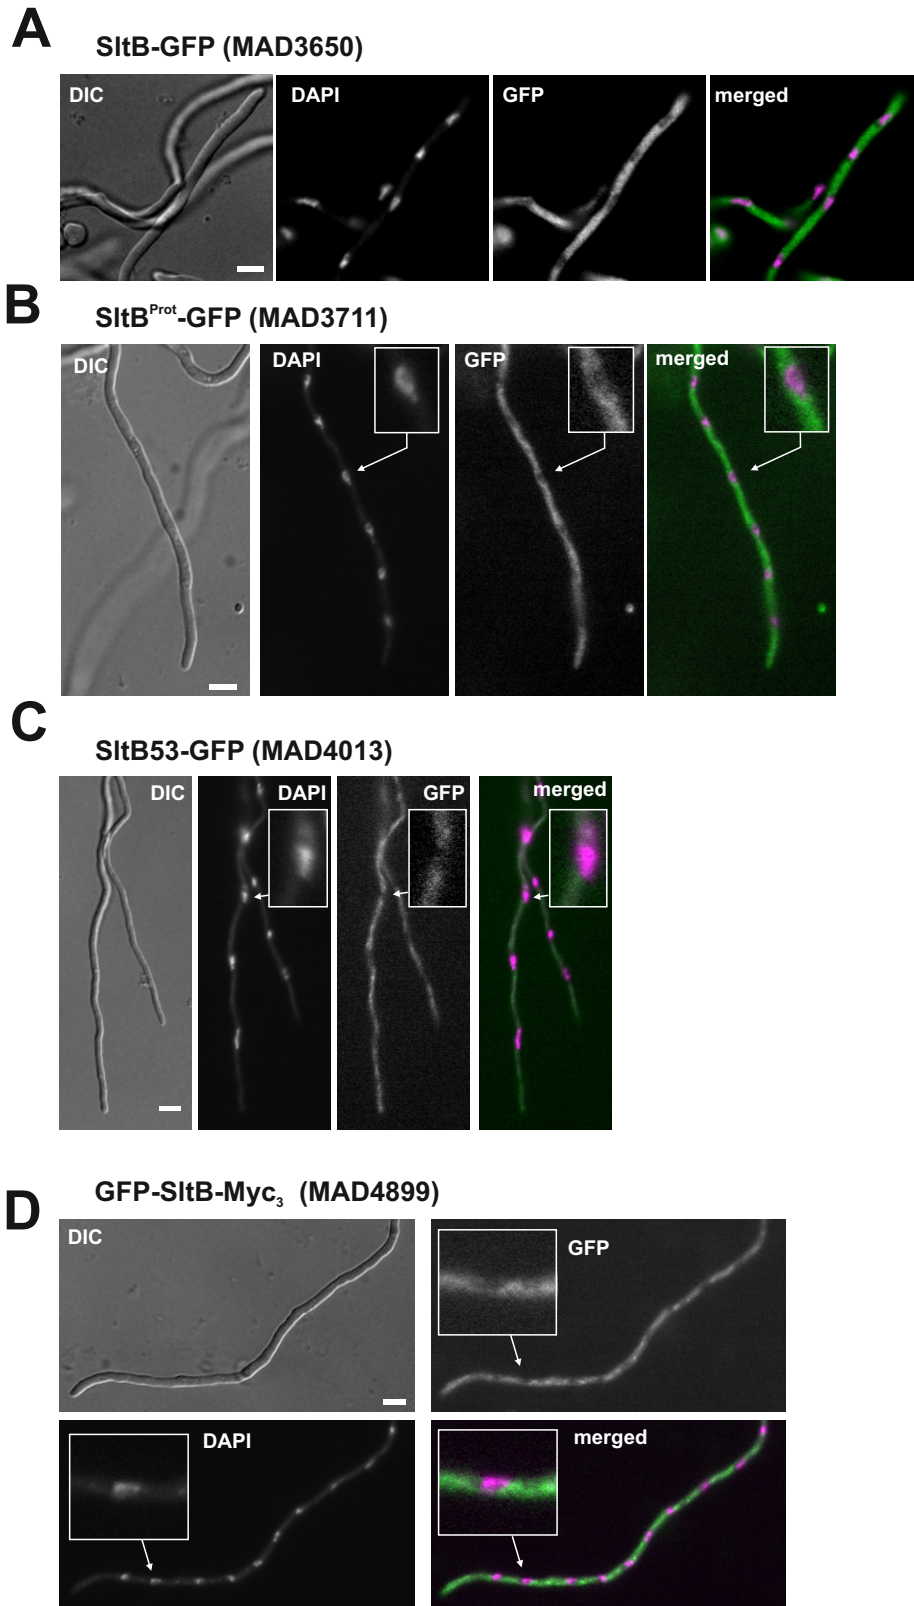 A
SltB-GFP (MAD3650)
DIC
DAPI
GFP
merged
B
SltB^Prot-GFP (MAD3711)
DIC
DAPI
GFP
merged
C
SltB53-GFP (MAD4013)
DIC
DAPI
GFP
merged
D
GFP-SltB-Myc₃ (MAD4899)
DIC
GFP
DAPI
merged